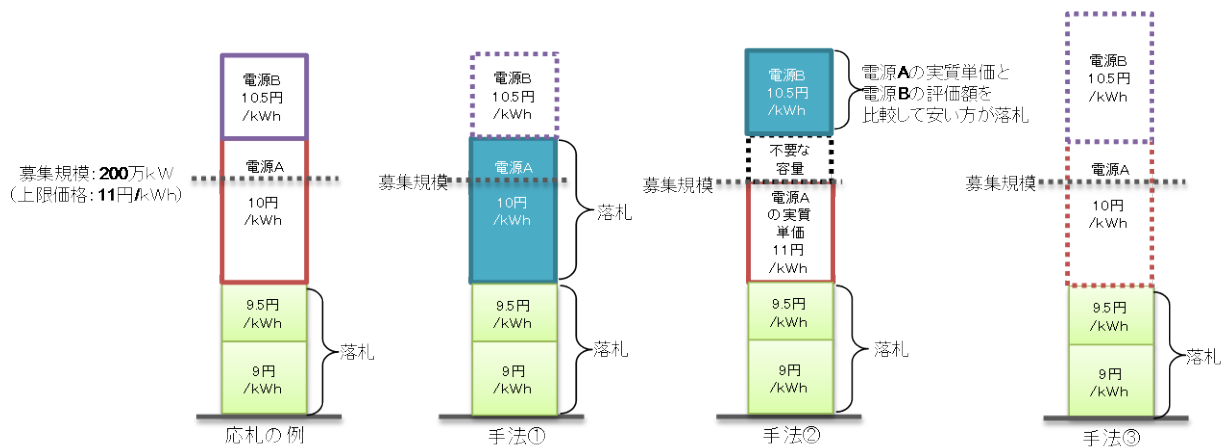 募集規模：200万kW
（上限価格：11円/kWh）
電源B
10.5円
/kWh
電源A
10円
/kWh
9.5円
/kWh
9円
/kWh
落札
応札の例
募集規模
電源B
10.5円
/kWh
電源A
10円
/kWh
落札
9.5円
/kWh
9円
/kWh
落札
手法①
募集規模
電源B
10.5円
/kWh
電源Aの実質単価と
電源Bの評価額を
比較して安い方が落札
不要な
容量
電源A
の実質
単価
11円
/kWh
9.5円
/kWh
9円
/kWh
落札
手法②
募集規模
電源B
10.5円
/kWh
電源A
10円
/kWh
9.5円
/kWh
9円
/kWh
落札
手法③